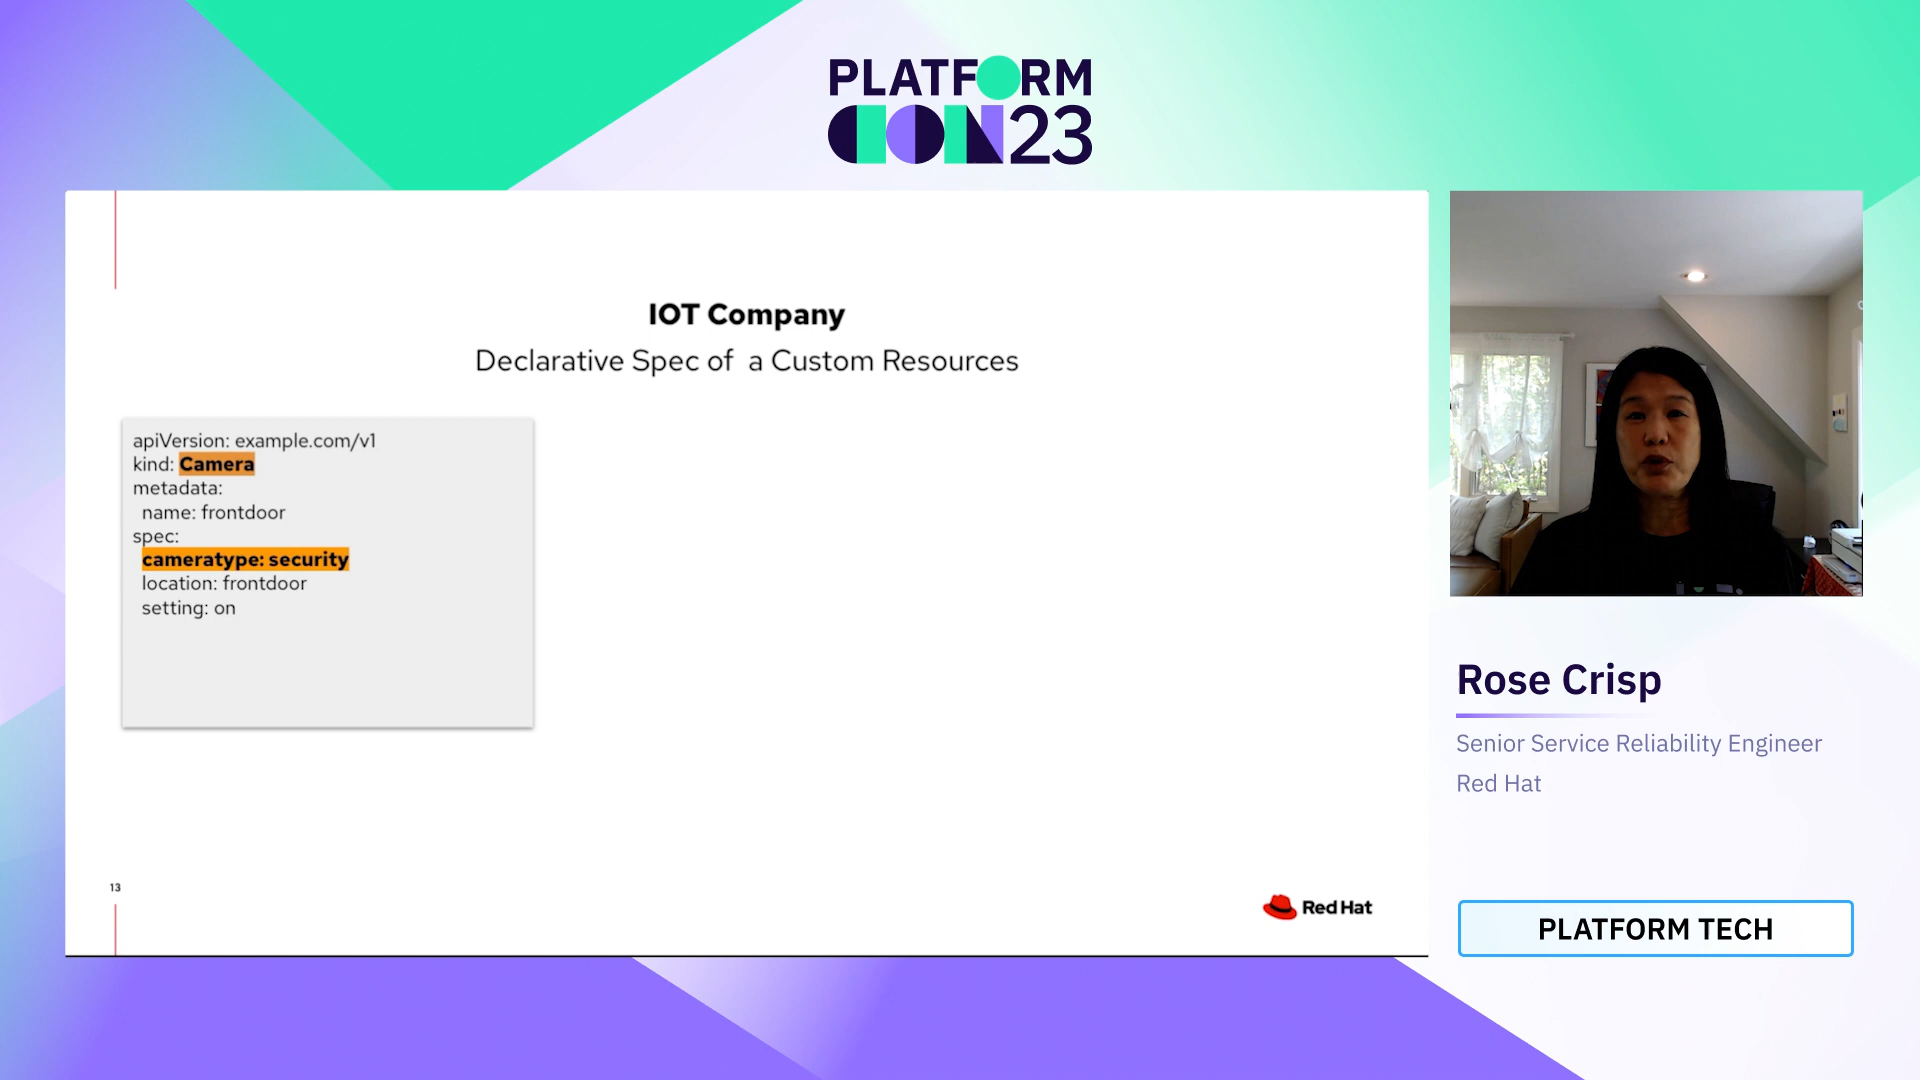 PLATFORM
CON23
IOT Company
Declarative Spec of a Custom Resources
apiVersion: example.com/v1
kind: Camera
metadata:
name: frontdoor
spec:
cameratype: security
location: frontdoor
setting: on
13
Red Hat
Rose Crisp
Senior Service Reliability Engineer
Red Hat
PLATFORM TECH